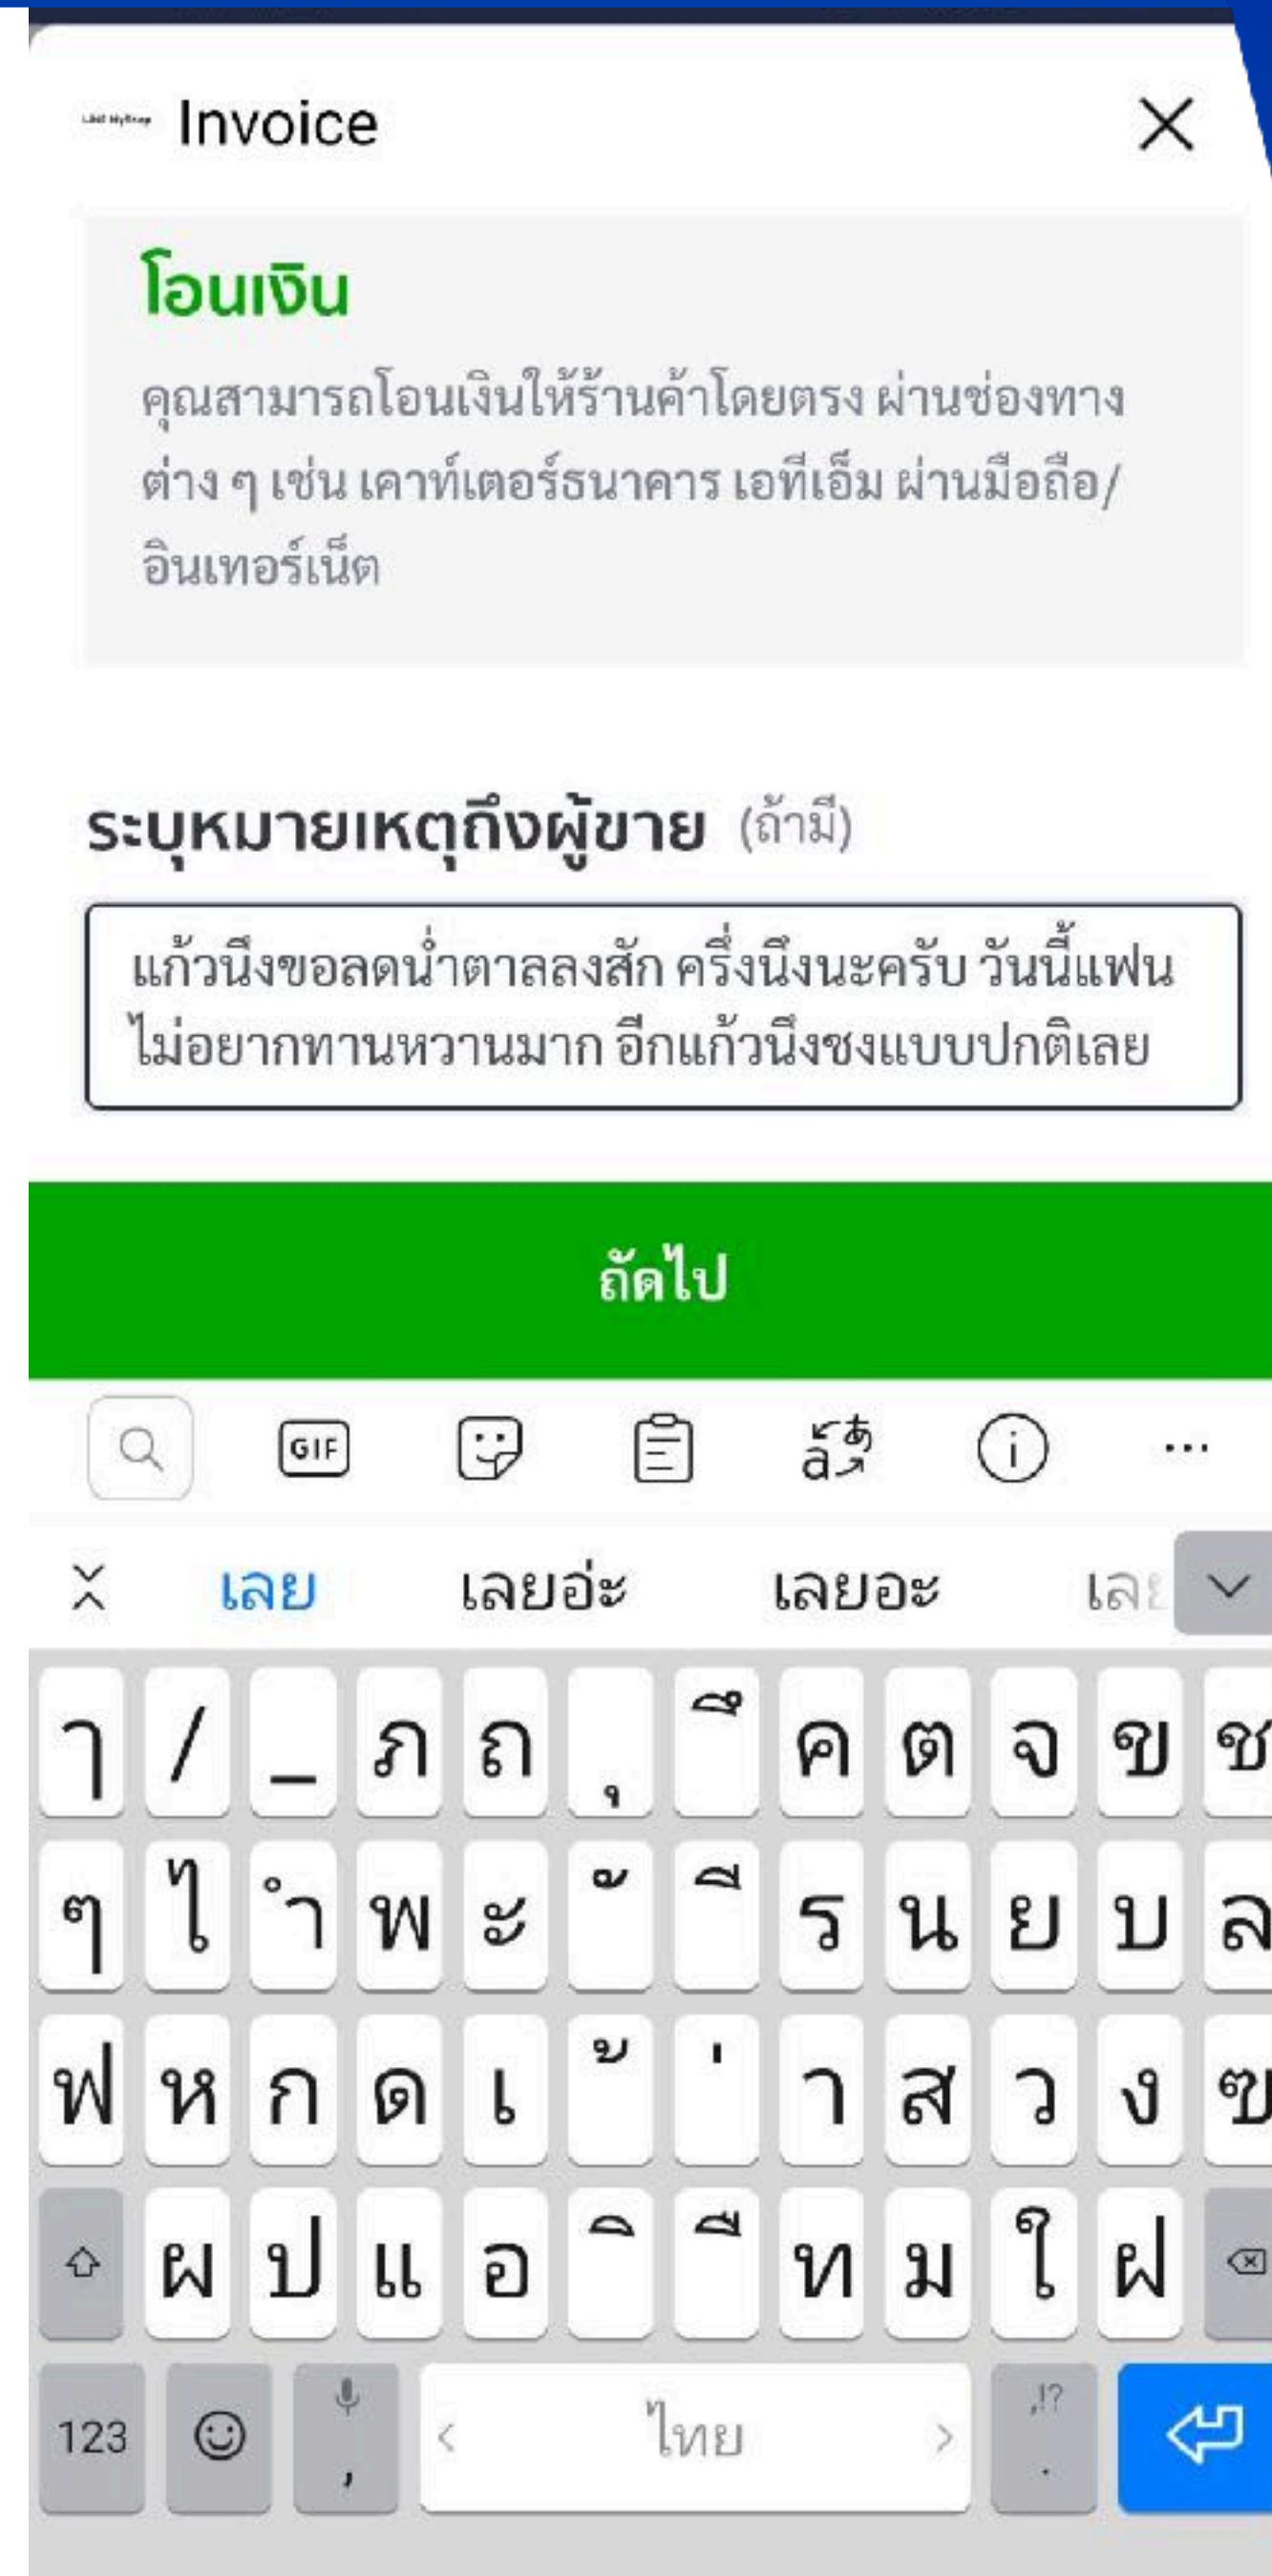 LINE MyShop Invoice
โอนเงิน
คุณสามารถโอนเงินให้ร้านค้าโดยตรง ผ่านช่องทาง
ต่าง ๆ เช่น เคาท์เตอร์ธนาคาร เอทีเอ็ม ผ่านมือถือ/
อินเทอร์เน็ต
ระบุหมายเหตุถึงผู้ขาย (ถ้ามี)
แก้วนึงขอลดน่ำตาลลงสัก ครึ่งนึงนะครับ วันนี้แฟน
ไม่อยากทานหวานมาก อีกแก้วนึงชงแบบปกติเลย
ถัดไป
GIF
เลย เลยอ่ะ เลยอะ เลย
ๅ / _ ภ ถ ุ ึ ค ต จ ข ช
ๆ ไ ำ พ ะ ั ี ร น ย บ ล
ฟ ห ก ด เ ้ ่ า ส ว ง ฃ
ผ ป แ อ ิ ื ท ม ใ ฝ
123 , < ไทย > ,!? .